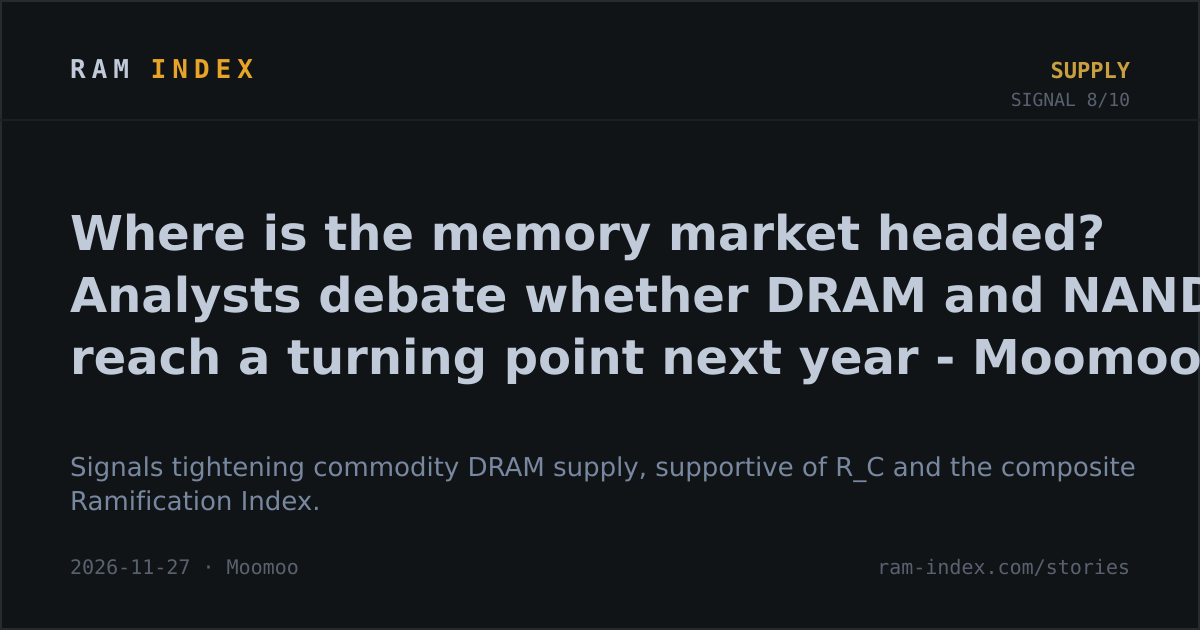 RAM INDEX
SUPPLY
SIGNAL 8/10
Where is the memory market headed?
Analysts debate whether DRAM and NAND
reach a turning point next year - Moomoo
Signals tightening commodity DRAM supply, supportive of R_C and the composite
Ramification Index.
2026-11-27 · Moomoo
ram-index.com/stories